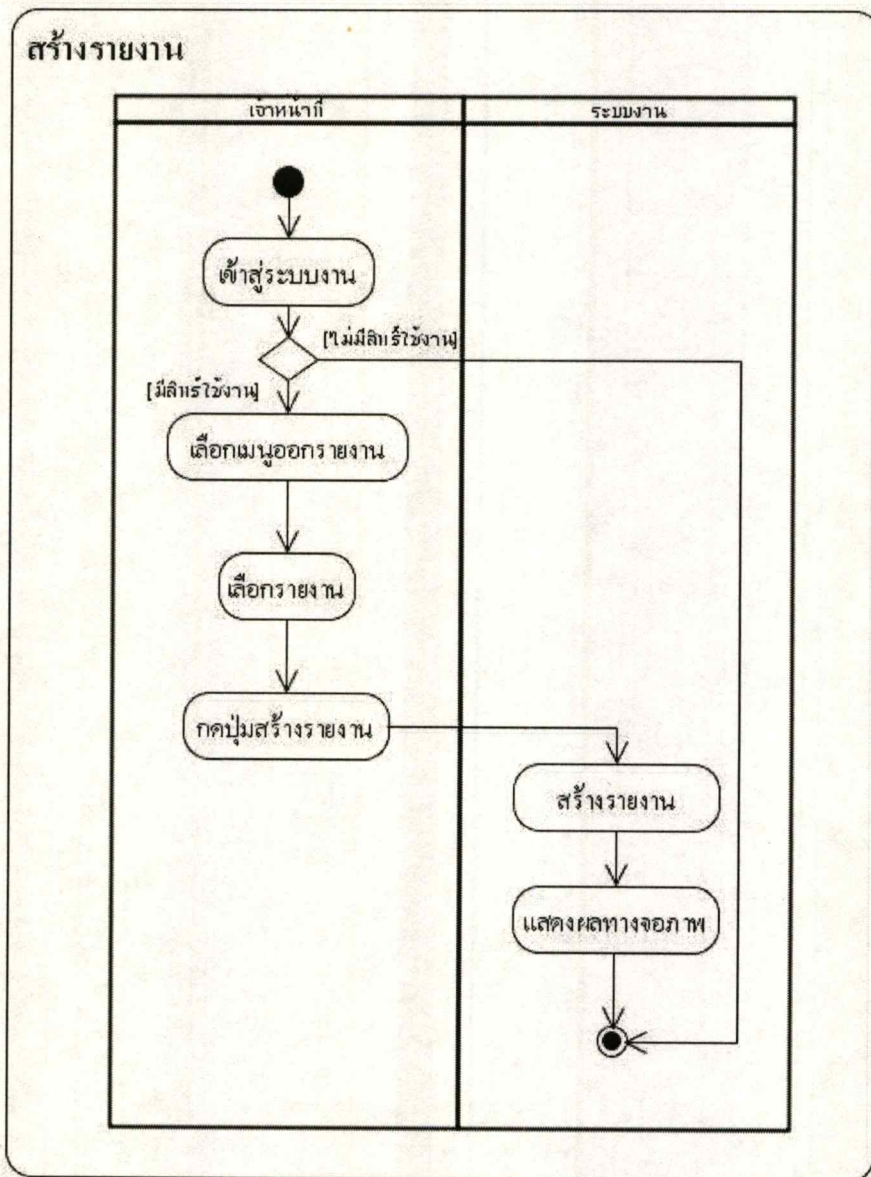 สร้างรายงาน
เจ้าหน้าที่
ระบบงาน
เข้าสู่ระบบงาน
[ไม่มีสิทธิ์ใช้งาน]
[มีสิทธิ์ใช้งาน]
เลือกเมนูออกรายงาน
เลือกรายงาน
กดปุ่มสร้างรายงาน
สร้างรายงาน
แสดงผลทางจอภาพ